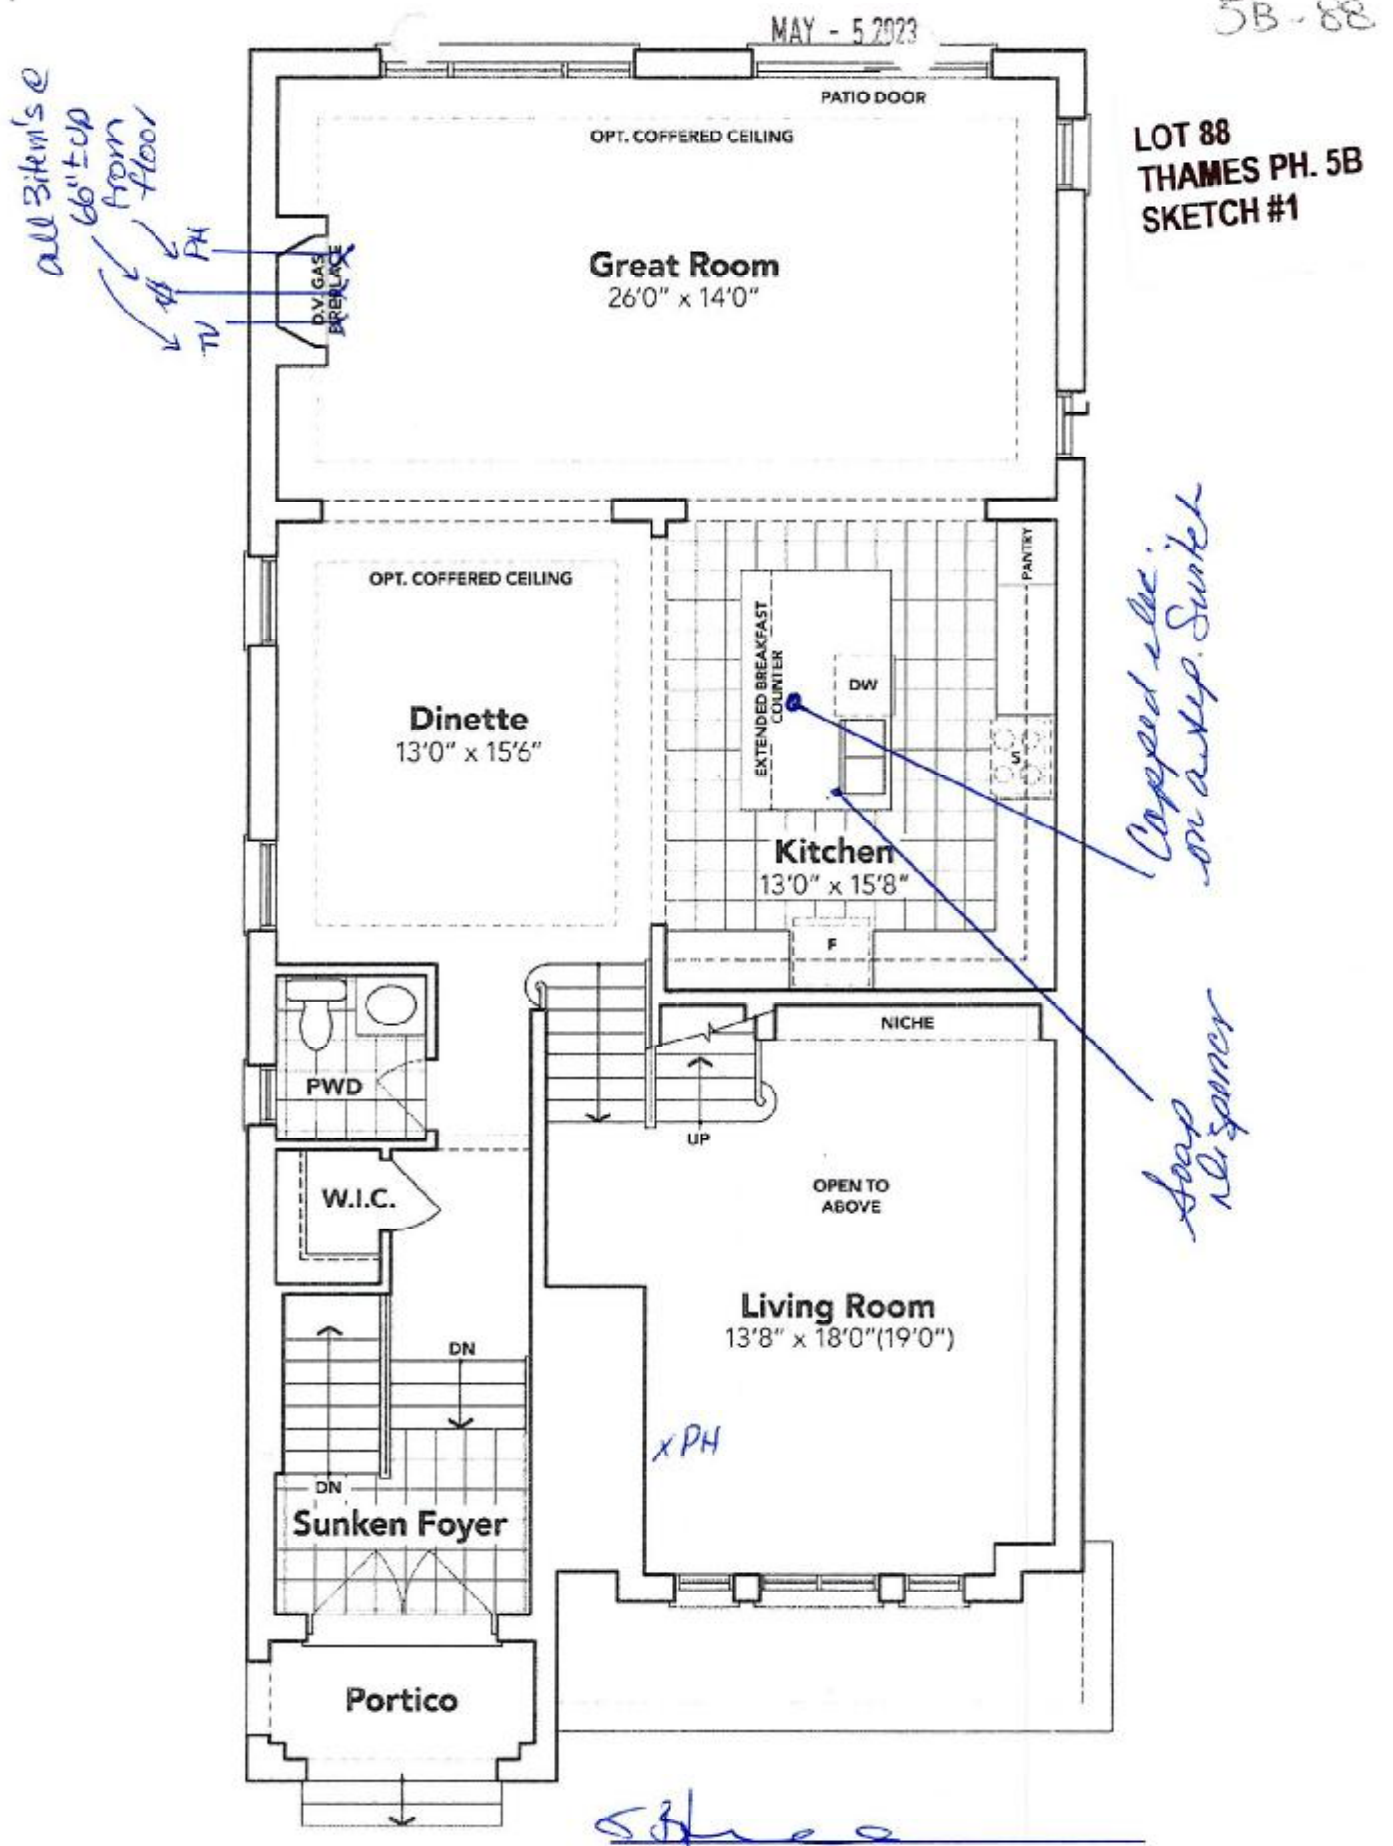 MAY - 5 2023
5B-88
LOT 88
THAMES PH. 5B
SKETCH #1
all 3 item's @
66" ± up
from
floor
PH
TV
D.V. GAS
FIREPLACE
PATIO DOOR
OPT. COFFERED CEILING
Great Room
26'0" x 14'0"
OPT. COFFERED CEILING
Dinette
13'0" x 15'6"
EXTENDED BREAKFAST
COUNTER
DW
PANTRY
S
Kitchen
13'0" x 15'8"
F
Capped elec.
on a sep. Switch
Soap
Dispencer
PWD
NICHE
UP
W.I.C.
OPEN TO
ABOVE
Living Room
13'8" x 18'0"(19'0")
DN
x PH
DN
Sunken Foyer
Portico